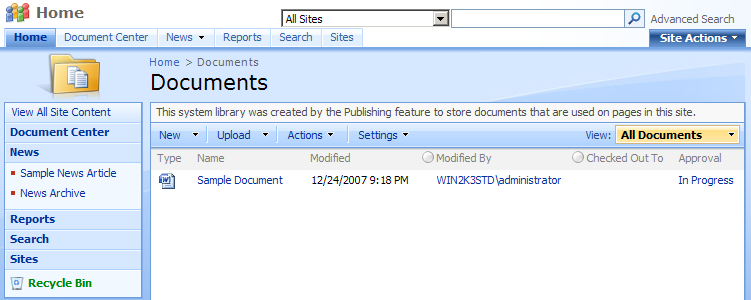 Home
All Sites
Advanced Search
Home Document Center News Reports Search Sites Site Actions
Home > Documents
Documents
View All Site Content
Document Center
News
Sample News Article
News Archive
Reports
Search
Sites
Recycle Bin
This system library was created by the Publishing feature to store documents that are used on pages in this site.
New Upload Actions Settings View: All Documents
Type Name Modified Modified By Checked Out To Approval
Sample Document 12/24/2007 9:18 PM WIN2K3STD\administrator In Progress